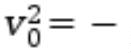 v₀² = −